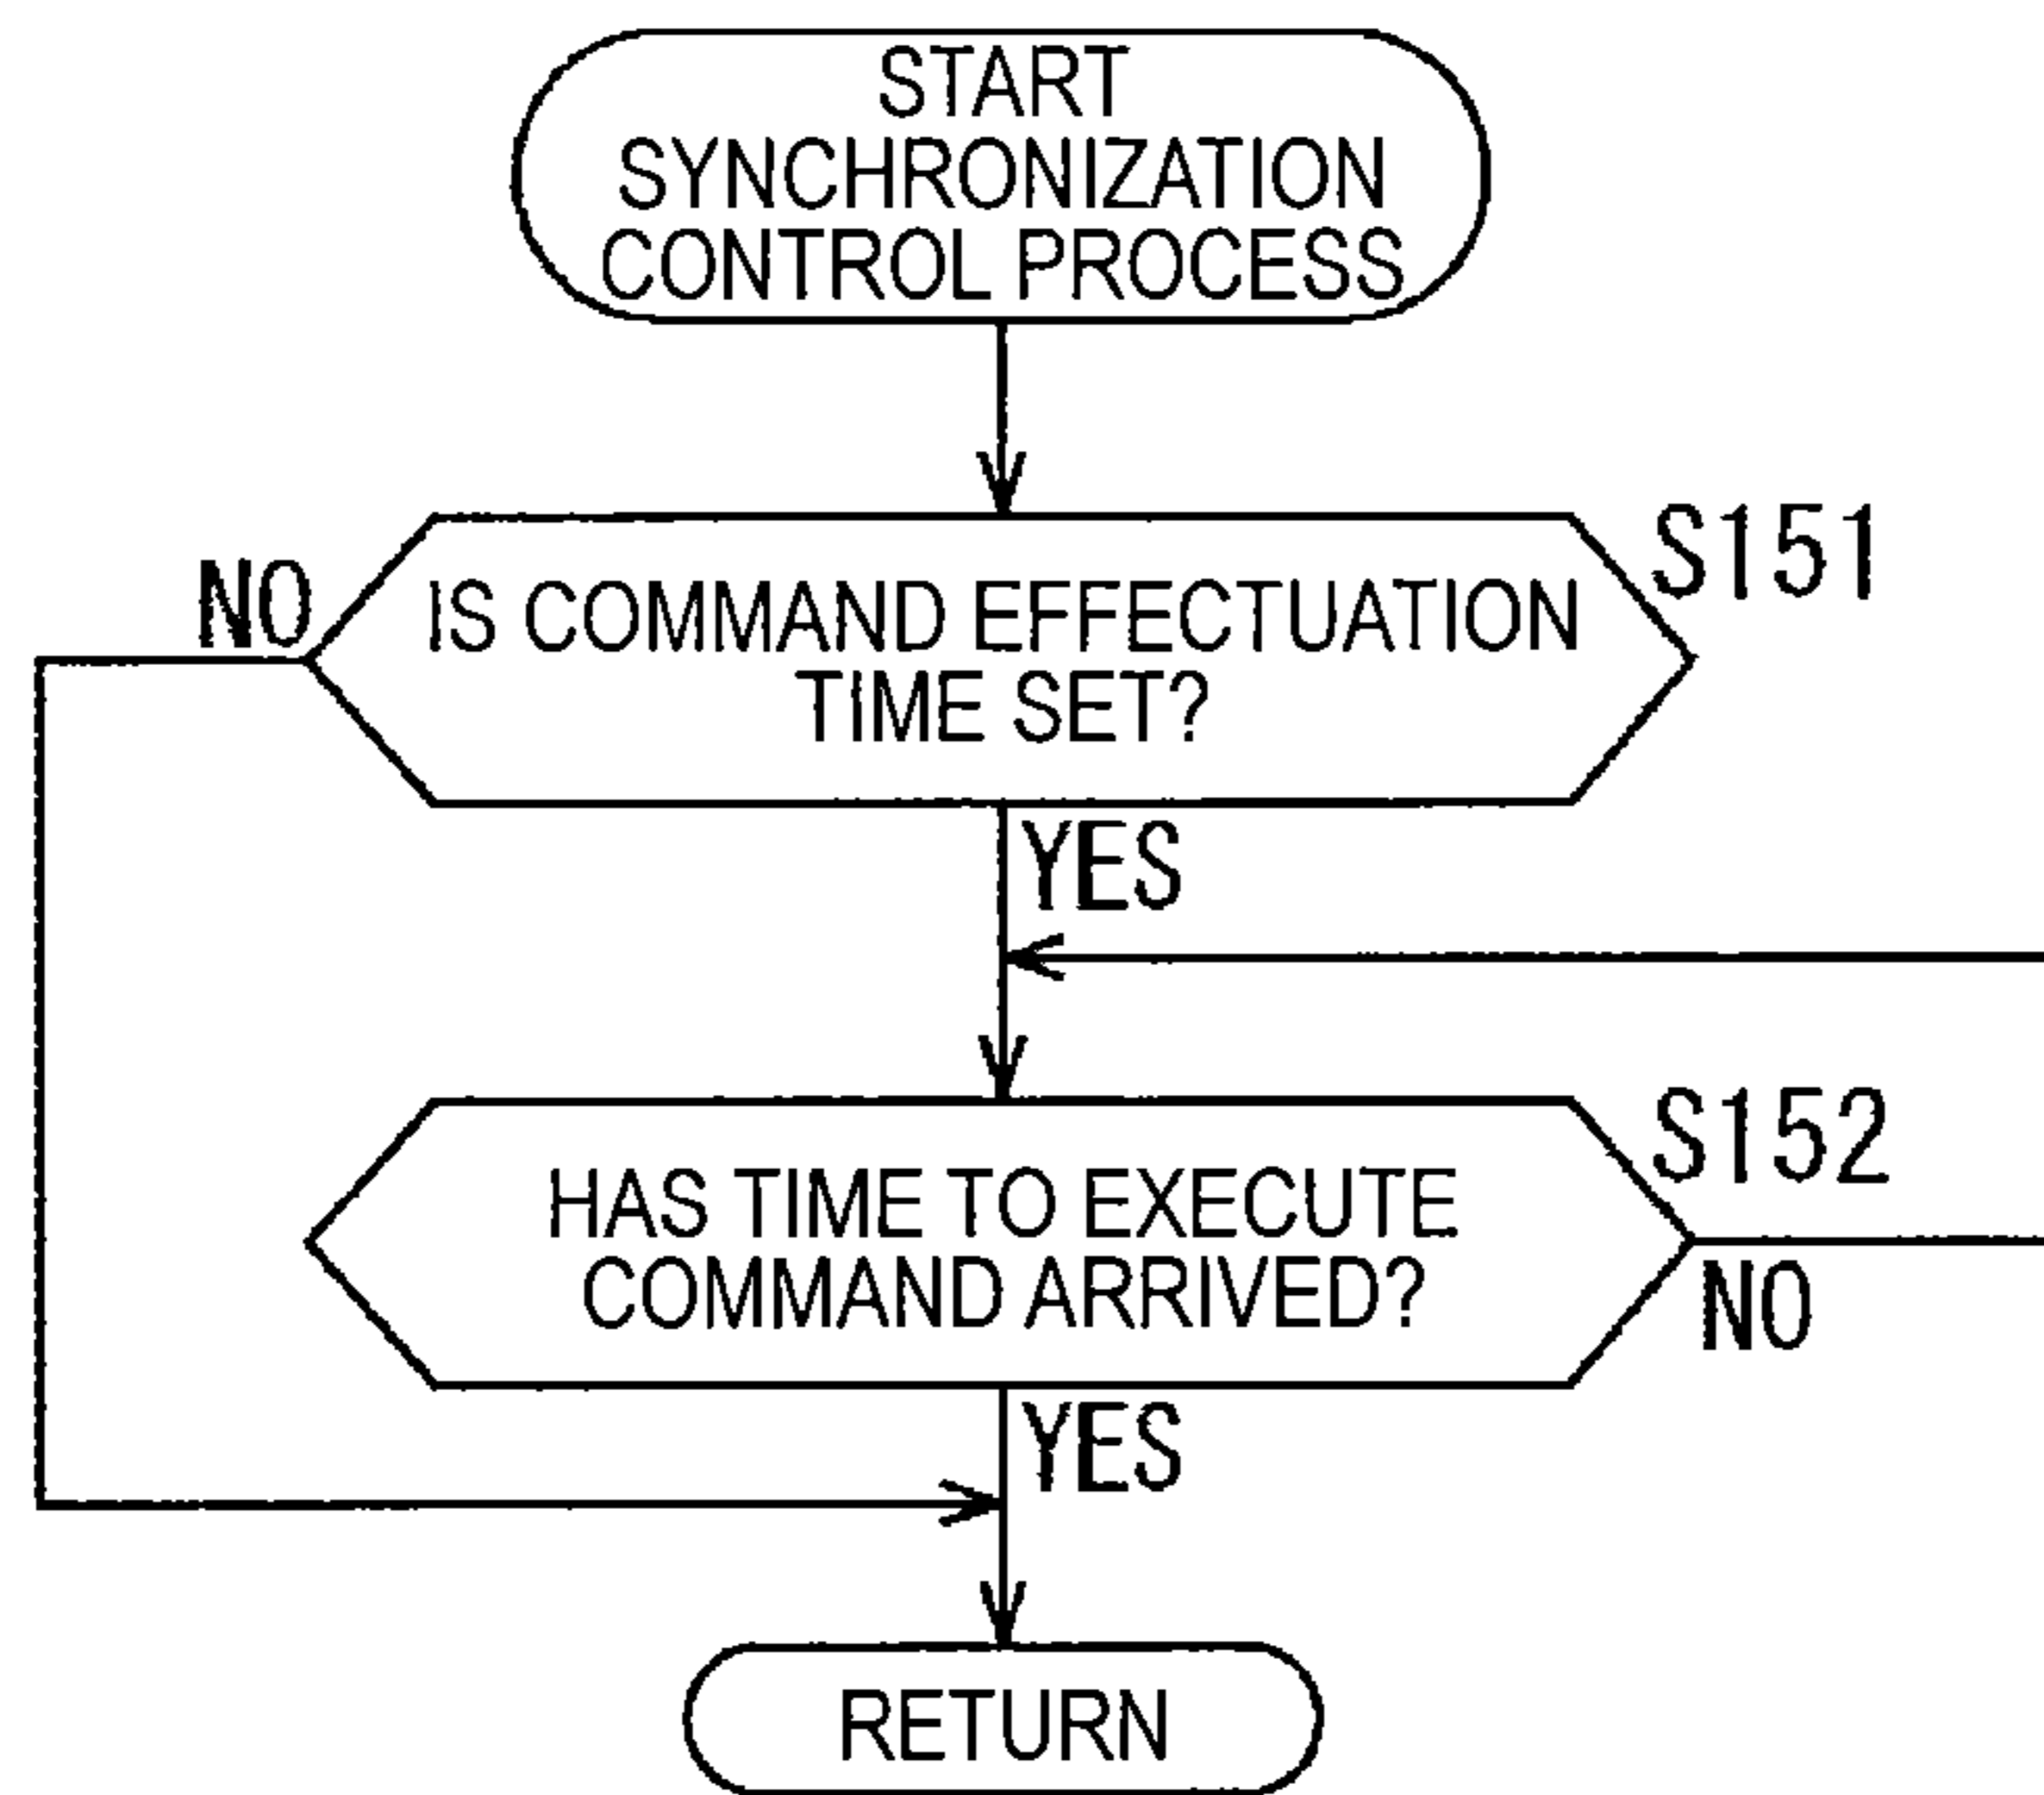 START
SYNCHRONIZATION
CONTROL PROCESS
S151
NO
IS COMMAND EFFECTUATION
TIME SET?
YES
S152
HAS TIME TO EXECUTE
COMMAND ARRIVED?
NO
YES
RETURN